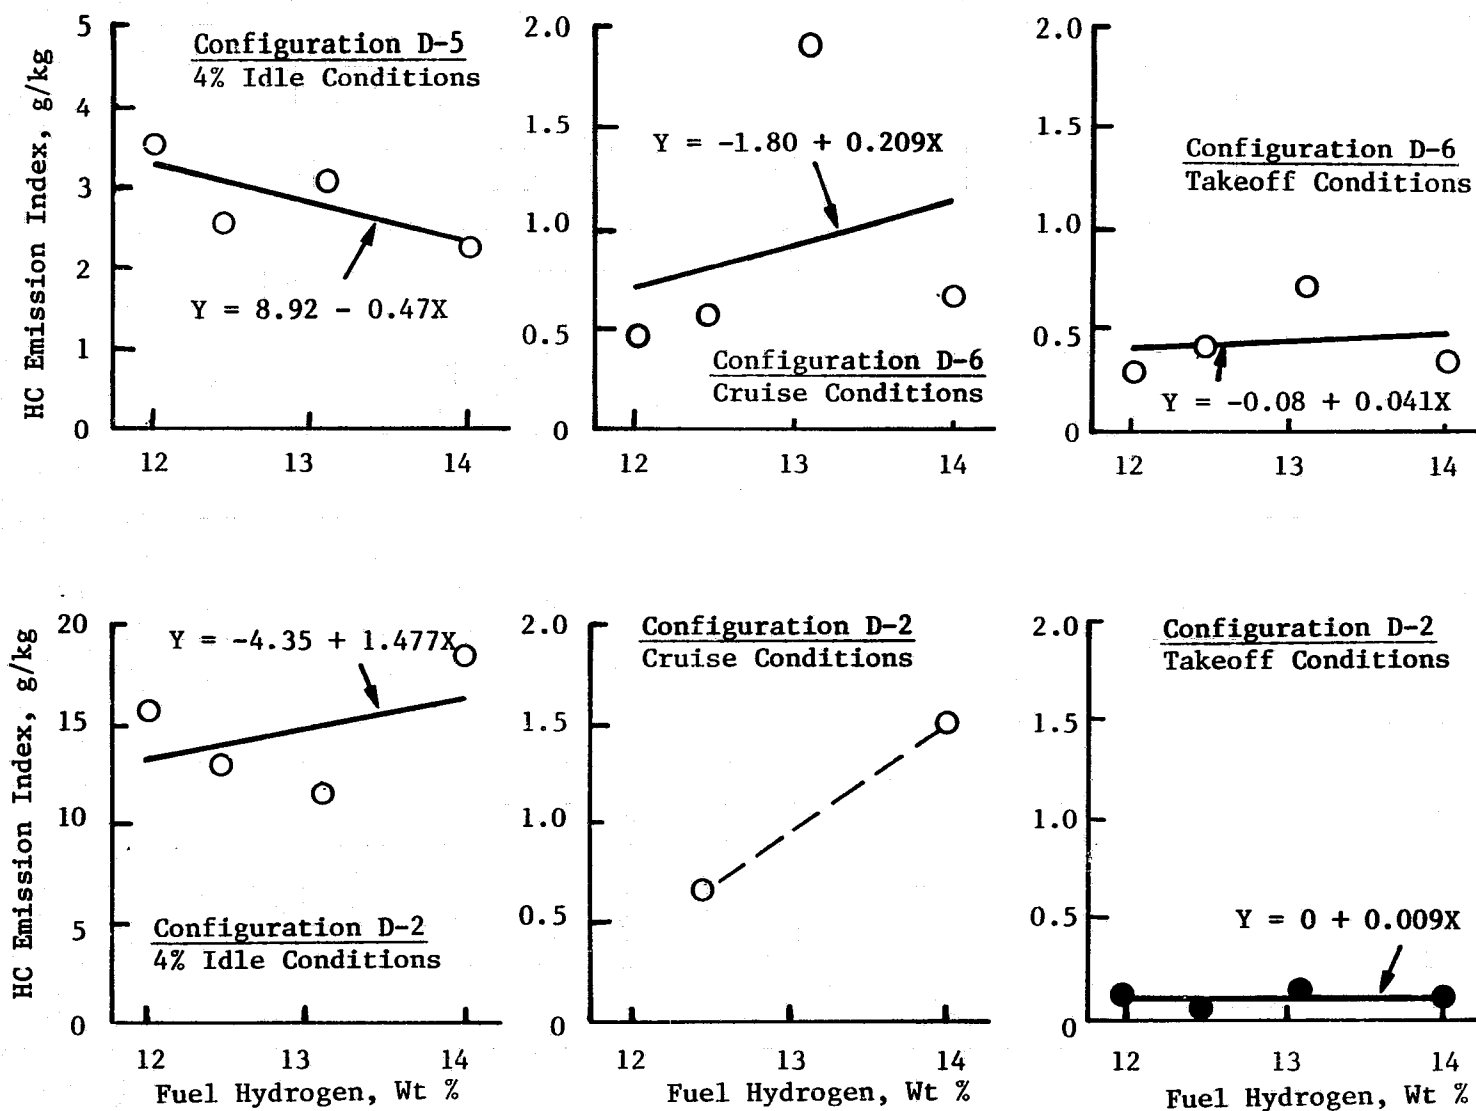 HC Emission Index, g/kg
5
4
3
2
1
0
12
13
14
Configuration D-5
4% Idle Conditions
Y = 8.92 - 0.47X
2.0
1.5
1.0
0.5
0
12
13
14
Y = -1.80 + 0.209X
Configuration D-6
Cruise Conditions
2.0
1.5
1.0
0.5
0
12
13
14
Configuration D-6
Takeoff Conditions
Y = -0.08 + 0.041X
HC Emission Index, g/kg
20
15
10
5
0
12
13
14
Fuel Hydrogen, Wt %
Y = -4.35 + 1.477X
Configuration D-2
4% Idle Conditions
2.0
1.5
1.0
0.5
0
12
13
14
Fuel Hydrogen, Wt %
Configuration D-2
Cruise Conditions
2.0
1.5
1.0
0.5
0
12
13
14
Fuel Hydrogen, Wt %
Configuration D-2
Takeoff Conditions
Y = 0 + 0.009X